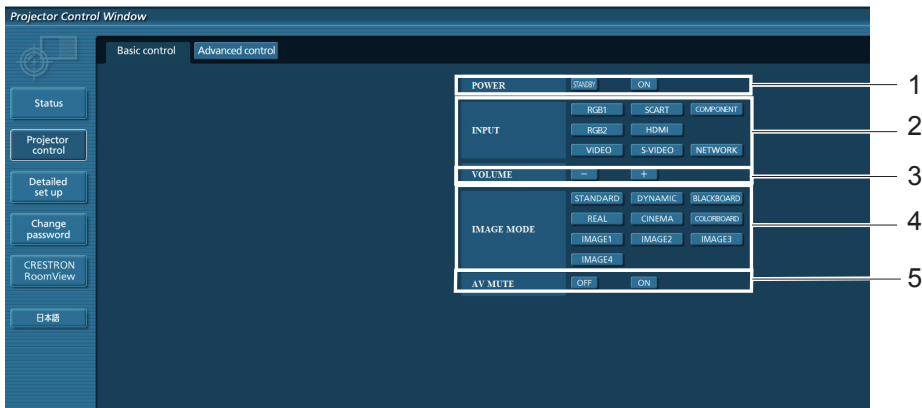 Projector Control Window
Basic control Advanced control
Status
Projector
control
Detailed
set up
Change
password
CRESTRON
RoomView
日本語
POWER STANDBY ON 1
INPUT RGB1 SCART COMPONENT 2
RGB2 HDMI
VIDEO S-VIDEO NETWORK
VOLUME - + 3
IMAGE MODE STANDARD DYNAMIC BLACKBOARD 4
REAL CINEMA COLORBOARD
IMAGE1 IMAGE2 IMAGE3
IMAGE4
AV MUTE OFF ON 5